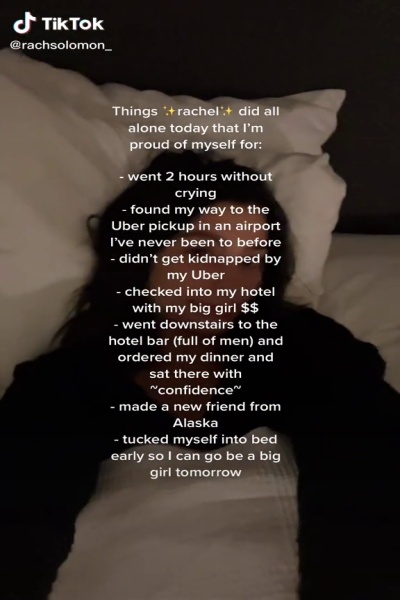 TikTok
@rachsolomon_
Things ✨rachel✨ did all
alone today that I'm
proud of myself for:
- went 2 hours without
crying
- found my way to the
Uber pickup in an airport
I've never been to before
- didn't get kidnapped by
my Uber
- checked into my hotel
with my big girl $$
- went downstairs to the
hotel bar (full of men) and
ordered my dinner and
sat there with
~confidence~
- made a new friend from
Alaska
- tucked myself into bed
early so I can go be a big
girl tomorrow